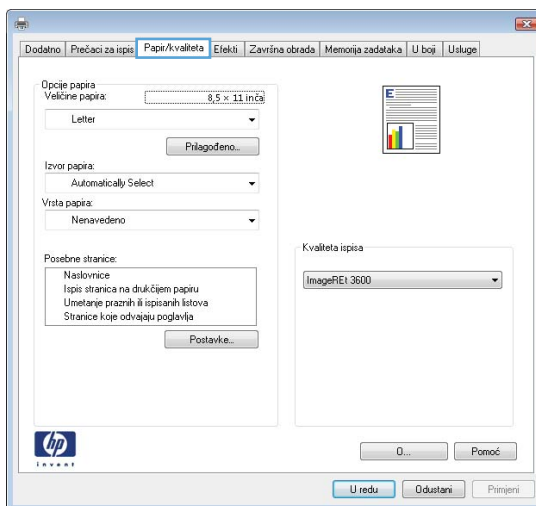 Dodatno Prečaci za ispis Papir/kvaliteta Efekti Završna obrada Memorija zadataka U boji Usluge
Opcije papira
Veličine papira: 8,5 × 11 inča
Letter
Prilagođeno...
Izvor papira:
Automatically Select
Vrsta papira:
Nenavedeno
Posebne stranice:
Naslovnice
Ispis stranica na drukčijem papiru
Umetanje praznih ili ispisanih listova
Stranice koje odvajaju poglavlja
Postavke...
E
Kvaliteta ispisa
ImageREt 3600
hp
invent
O... Pomoć
U redu Odustani Primijeni